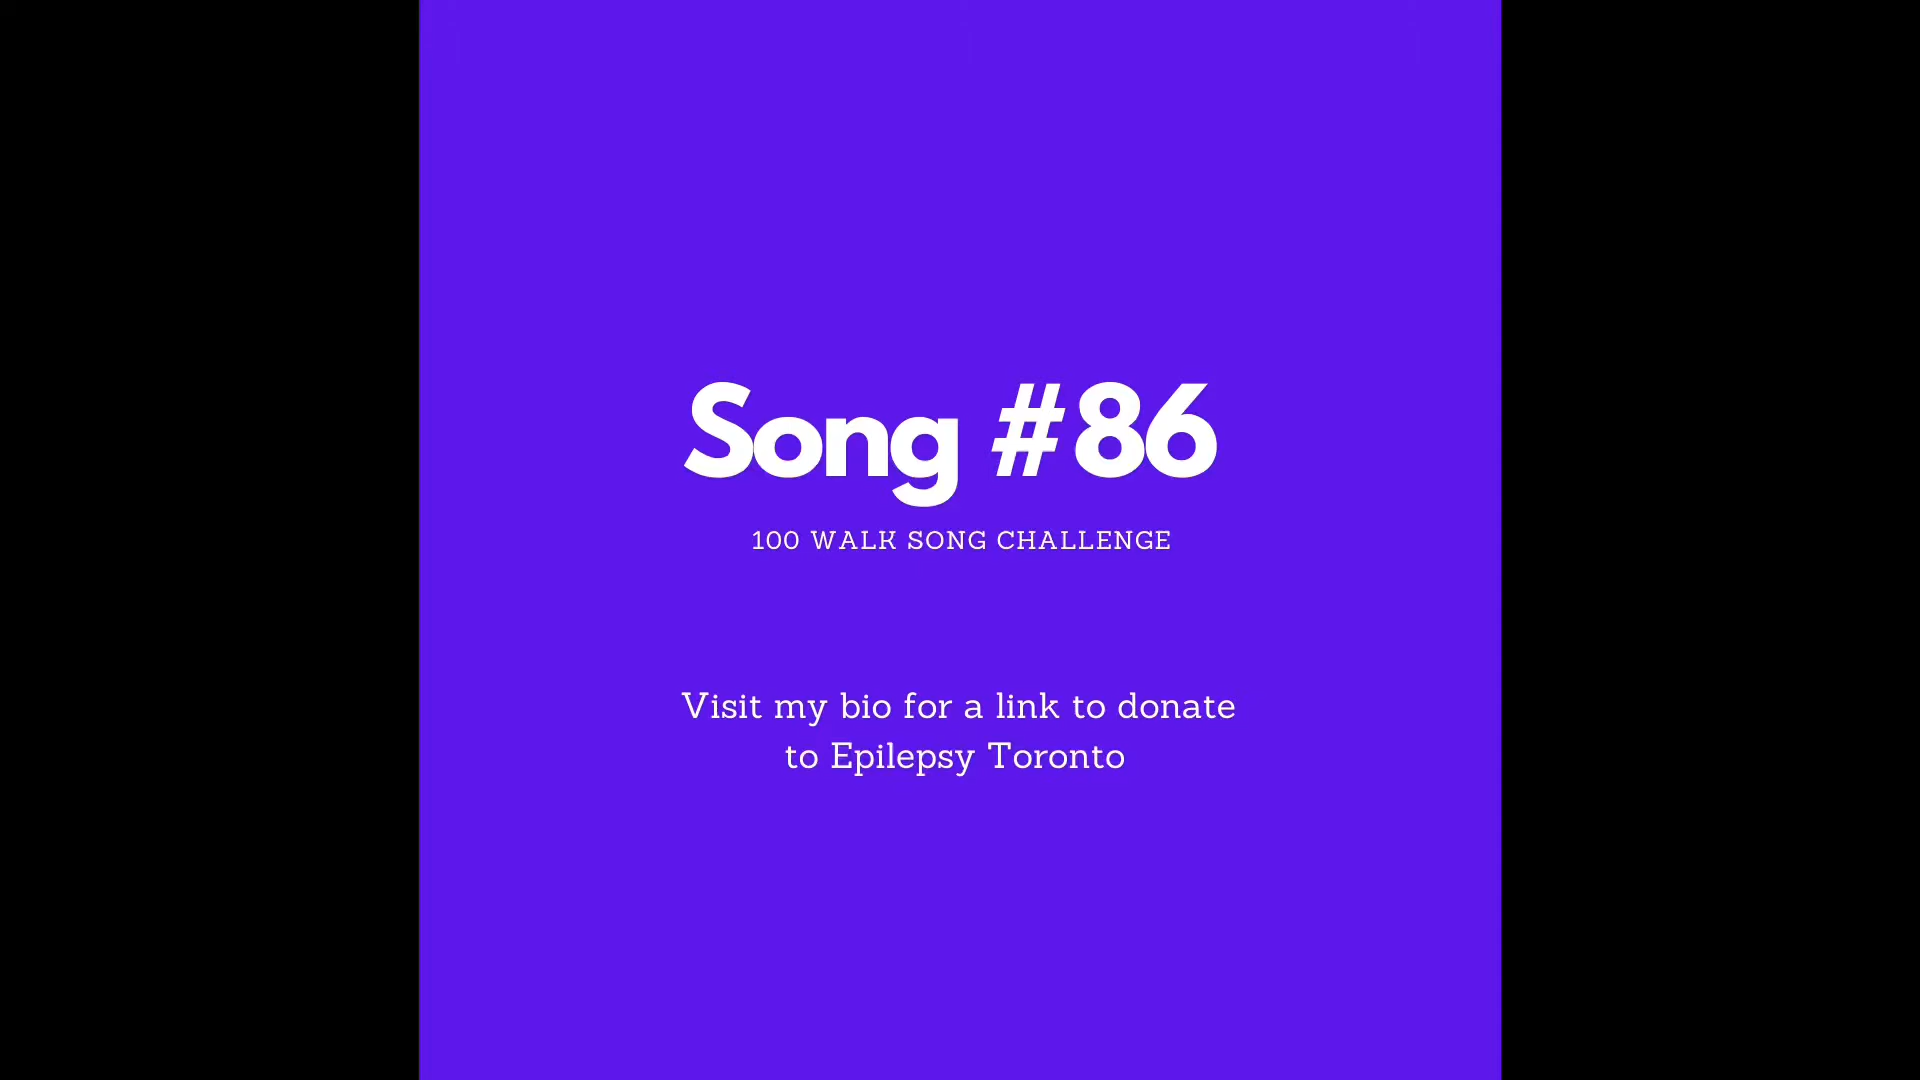 Song #86
100 WALK SONG CHALLENGE
Visit my bio for a link to donate
to Epilepsy Toronto